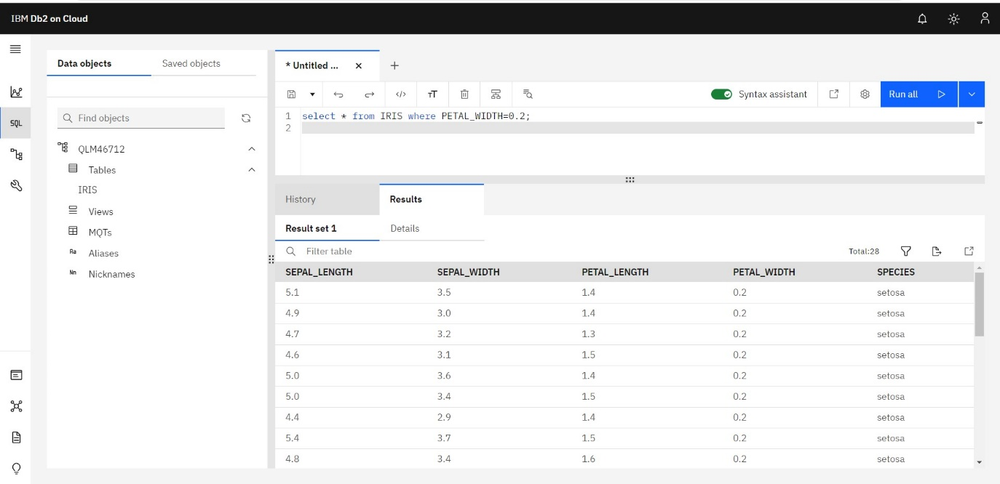 IBM Db2 on Cloud
Data objects Saved objects
Find objects
QLM46712
Tables
IRIS
Views
MQTs
Ra Aliases
Nn Nicknames
SQL
* Untitled ...
Syntax assistant
Run all
1 select * from IRIS where PETAL_WIDTH=0.2;
2
History Results
Result set 1 Details
Filter table Total:28
SEPAL_LENGTH SEPAL_WIDTH PETAL_LENGTH PETAL_WIDTH SPECIES
5.1 3.5 1.4 0.2 setosa
4.9 3.0 1.4 0.2 setosa
4.7 3.2 1.3 0.2 setosa
4.6 3.1 1.5 0.2 setosa
5.0 3.6 1.4 0.2 setosa
5.0 3.4 1.5 0.2 setosa
4.4 2.9 1.4 0.2 setosa
5.4 3.7 1.5 0.2 setosa
4.8 3.4 1.6 0.2 setosa